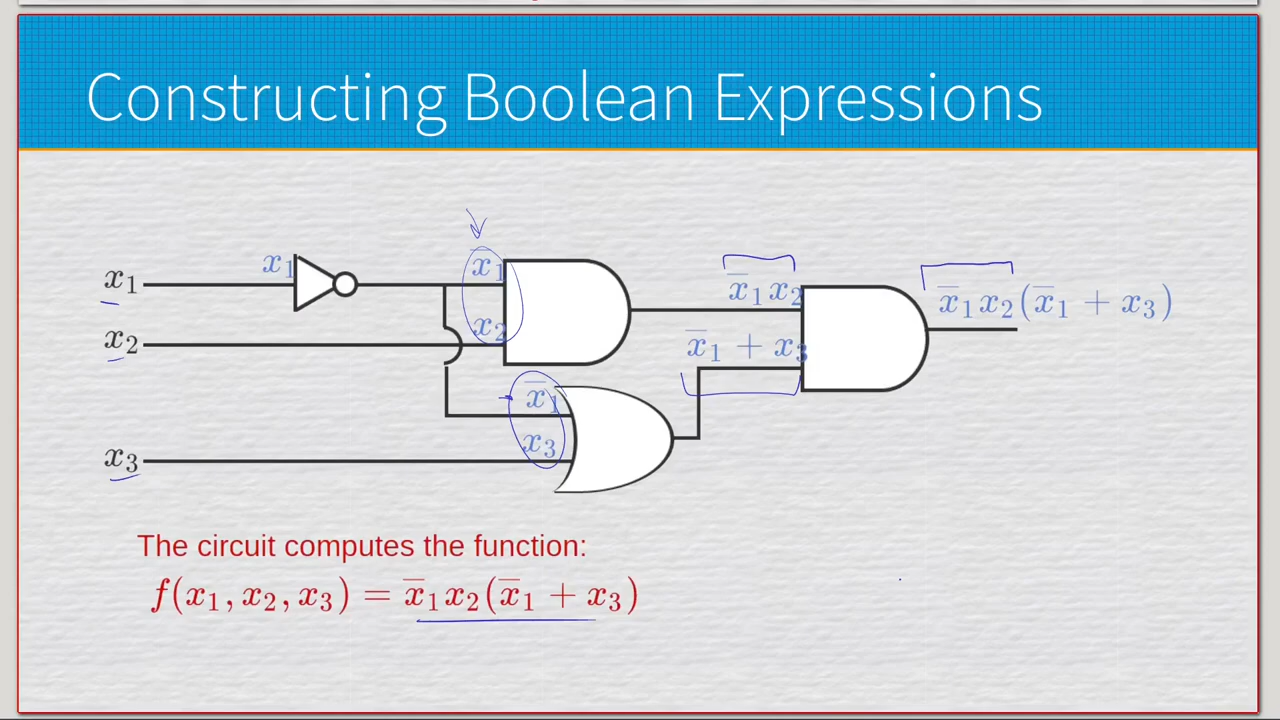 Constructing Boolean Expressions
x₁ x₁ x̅₁ x̅₁x₂ x̅₁x₂(x̅₁ + x₃)
x₂ x₂ x̅₁ + x₃
x̅₁
x₃ x₃
The circuit computes the function:
f(x₁, x₂, x₃) = x̅₁x₂(x̅₁ + x₃)